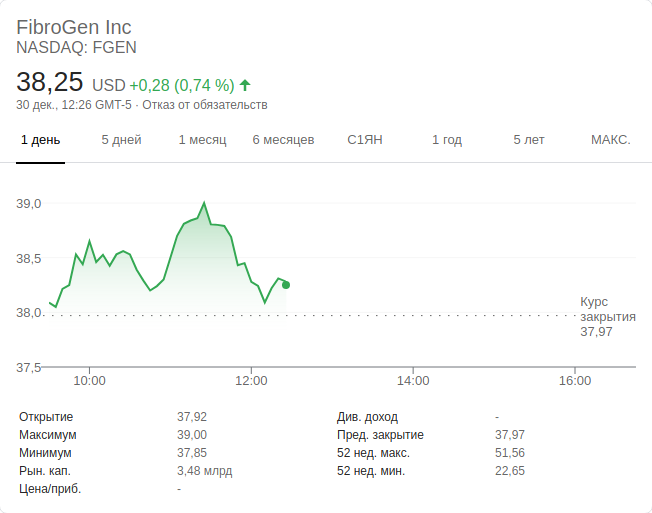 FibroGen Inc
NASDAQ: FGEN
38,25 USD +0,28 (0,74 %)
30 дек., 12:26 GMT-5 · Отказ от обязательств
1 день 5 дней 1 месяц 6 месяцев С1ЯН 1 год 5 лет МАКС.
39,0
38,5
38,0
37,5
Курс
закрытия
37,97
10:00 12:00 14:00 16:00
Открытие 37,92 Див. доход -
Максимум 39,00 Пред. закрытие 37,97
Минимум 37,85 52 нед. макс. 51,56
Рын. кап. 3,48 млрд 52 нед. мин. 22,65
Цена/приб. -